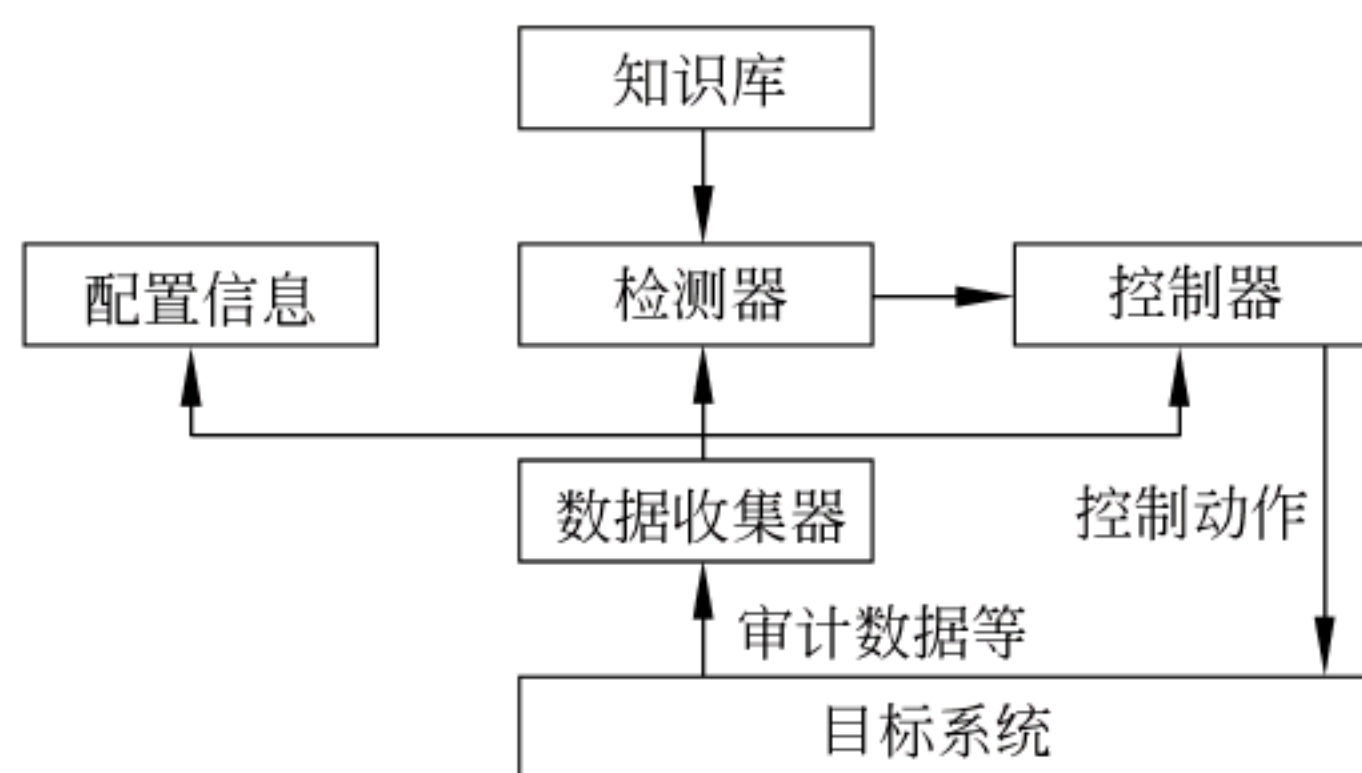 知识库
配置信息
检测器
控制器
数据收集器
控制动作
审计数据等
目标系统